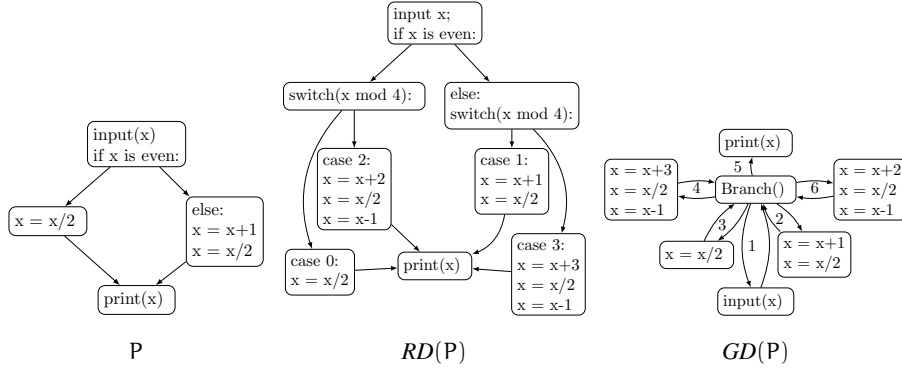 input(x)
if x is even:
x = x/2
else:
x = x+1
x = x/2
print(x)
P
input x;
if x is even:
switch(x mod 4):
else:
switch(x mod 4):
case 2:
x = x+2
x = x/2
x = x-1
case 1:
x = x+1
x = x/2
case 0:
x = x/2
print(x)
case 3:
x = x+3
x = x/2
x = x-1
RD(P)
print(x)
5
x = x+3
x = x/2
x = x-1
4
Branch()
6
x = x+2
x = x/2
x = x-1
3
2
x = x/2
1
x = x+1
x = x/2
input(x)
GD(P)